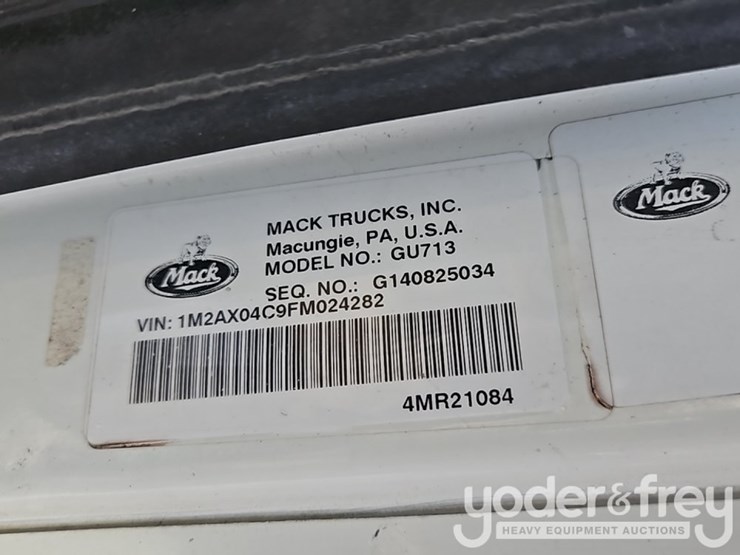 MACK TRUCKS, INC.
Macungie, PA, U.S.A.
MODEL NO.: GU713
SEQ. NO.: G140825034
Mack
VIN: 1M2AX04C9FM024282
4MR21084
Mack
yoder&frey
HEAVY EQUIPMENT AUCTIONS